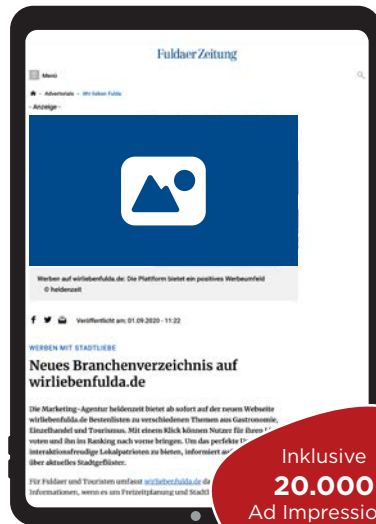 Fuldaer Zeitung
Menü
Advertorials - Wir lieben Fulda
- Anzeige -
Werben auf wirliebenfulda.de: Die Plattform bietet ein positives Werbeumfeld
© heldenzeit
Veröffentlicht am: 01.09.2020 - 11:22
WERBEN MIT STADTLIEBE
Neues Branchenverzeichnis auf
wirliebenfulda.de
Die Marketing-Agentur heldenzeit bietet ab sofort auf der neuen Webseite
wirliebenfulda.de Bestenlisten zu verschiedenen Themen aus Gastronomie,
Einzelhandel und Tourismus. Mit einem Klick können Nutzer für ihren
voten und ihn im Ranking nach vorne bringen. Um das perfekte
interaktionsfreudige Lokalpatrioten zu bieten, informiert
über aktuelles Stadtgeflüster.
Für Fuldaer und Touristen umfasst wirliebenfulda.de
Informationen, wenn es um Freizeitplanung und
Inklusive
20.000
Ad Impressio